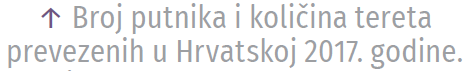 ↑ Broj putnika i količina tereta
prevezenih u Hrvatskoj 2017. godine.